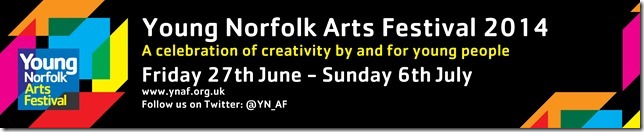 Young
Norfolk
Arts
Festival
Young Norfolk Arts Festival 2014
A celebration of creativity by and for young people
Friday 27th June - Sunday 6th July
www.ynaf.org.uk
Follow us on Twitter: @YN_AF